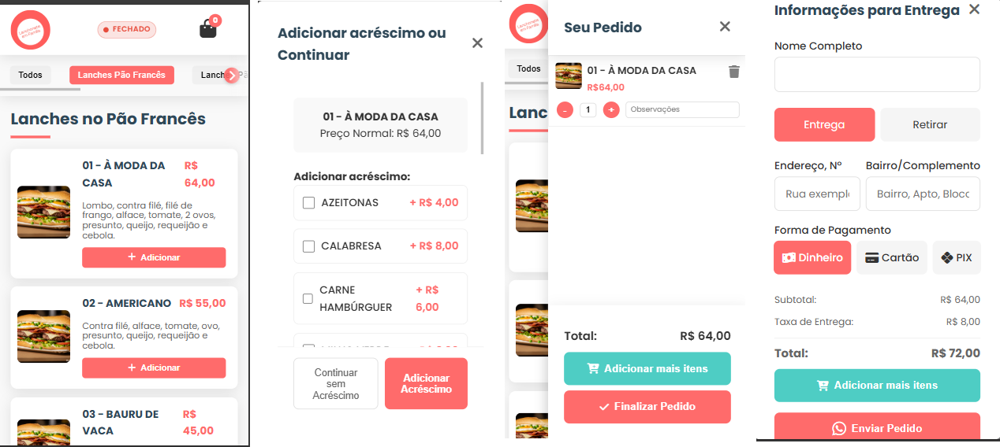 Lanchonete
em Família
FECHADO
0
Todos
Lanches Pão Francês
Lanch
Lanches no Pão Francês
01 - À MODA DA
CASA
R$
64,00
Lombo, contra filé, filé de
frango, alface, tomate, 2 ovos,
presunto, queijo, requeijão e
cebola.
+ Adicionar
02 - AMERICANO R$ 55,00
Contra filé, alface, tomate, ovo,
presunto, queijo, requeijão e
cebola.
+ Adicionar
03 - BAURU DE
VACA
R$
45,00
Adicionar acréscimo ou
Continuar
01 - À MODA DA CASA
Preço Normal: R$ 64,00
Adicionar acréscimo:
AZEITONAS + R$ 4,00
CALABRESA + R$ 8,00
CARNE
HAMBÚRGUER
+ R$
6,00
Continuar
sem
Acréscimo
Adicionar
Acréscimo
Todos
Lanc
Seu Pedido
01 - À MODA DA CASA
R$64,00
- 1 + Observações
Total: R$ 64,00
Adicionar mais itens
Finalizar Pedido
Informações para Entrega
Nome Completo
Entrega Retirar
Endereço, Nº Bairro/Complemento
Rua exempl Bairro, Apto, Bloco
Forma de Pagamento
Dinheiro Cartão PIX
Subtotal: R$ 64,00
Taxa de Entrega: R$ 8,00
Total: R$ 72,00
Adicionar mais itens
Enviar Pedido